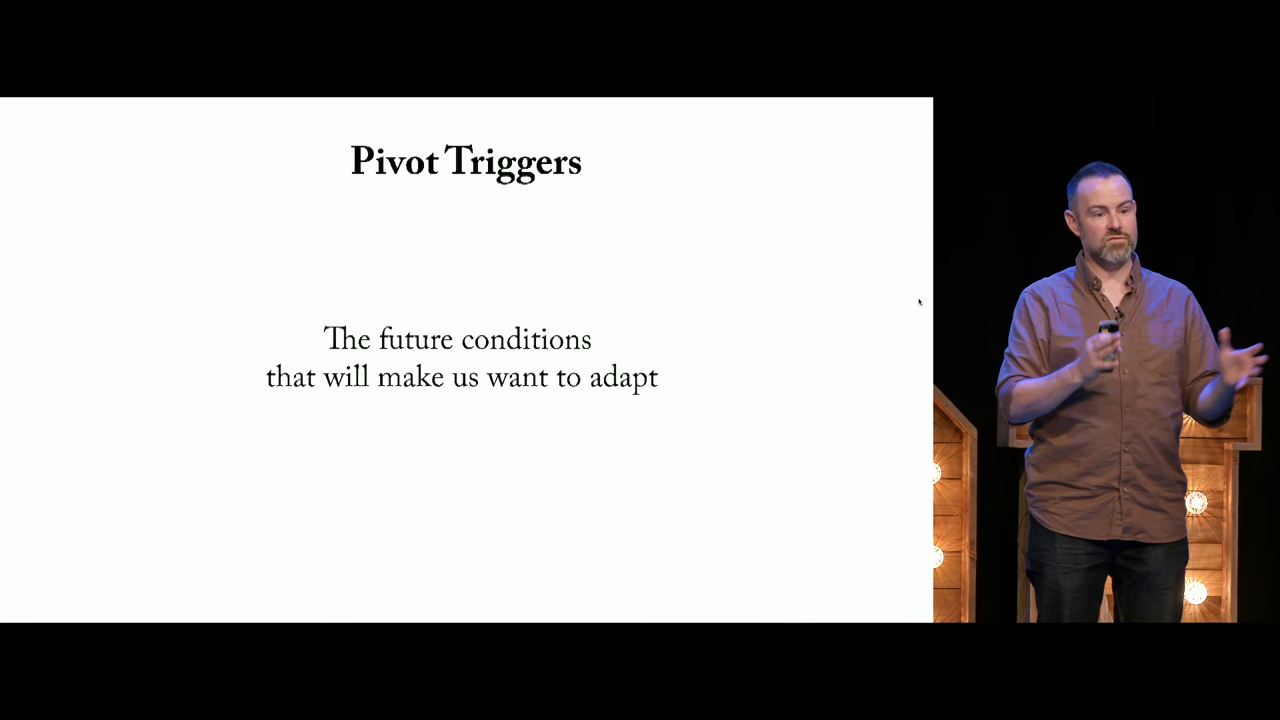 Pivot Triggers
The future conditions
that will make us want to adapt